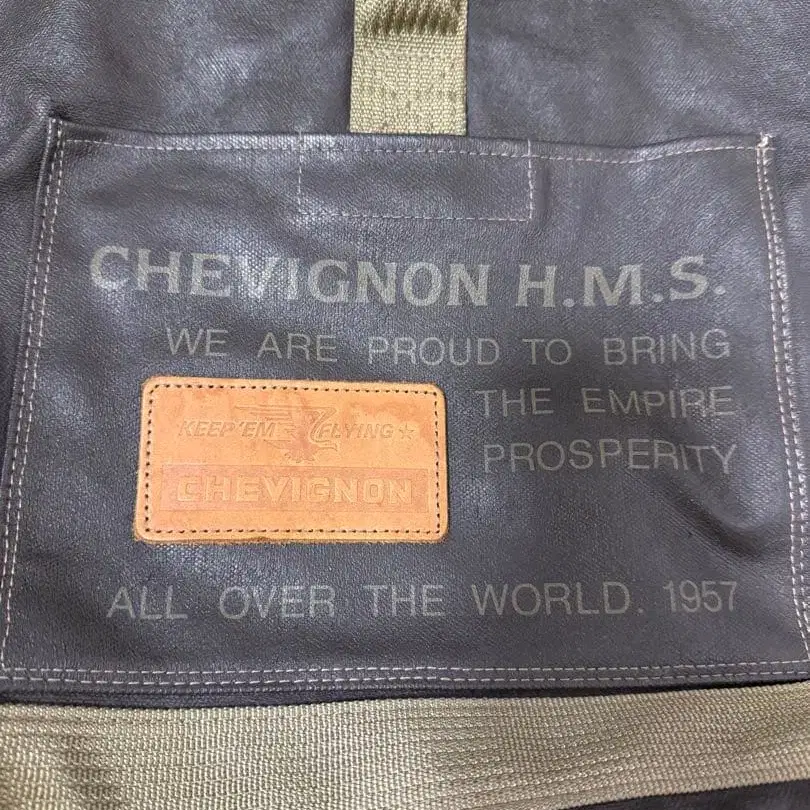 CHEVIGNON H.M.S.
WE ARE PROUD TO BRING
THE EMPIRE
PROSPERITY
KEEP'EM FLYING★
CHEVIGNON
ALL OVER THE WORLD. 1957